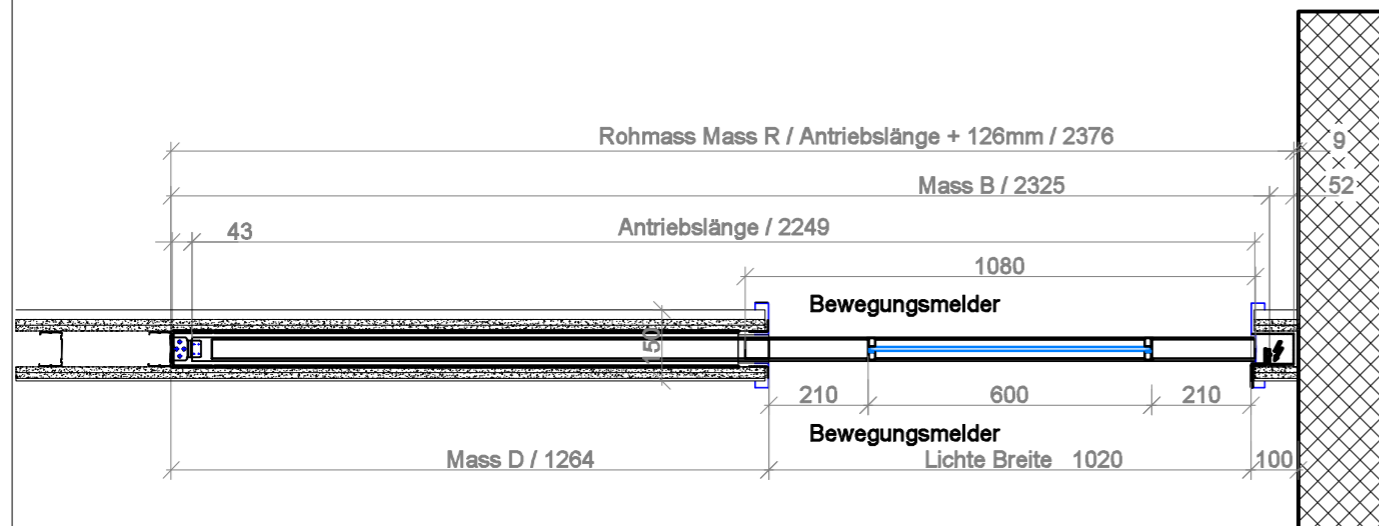 Rohmass Mass R / Antriebslänge + 126mm / 2376
9
Mass B / 2325
52
43
Antriebslänge / 2249
1080
Bewegungsmelder
210
600
210
Bewegungsmelder
Mass D / 1264
Lichte Breite 1020
100